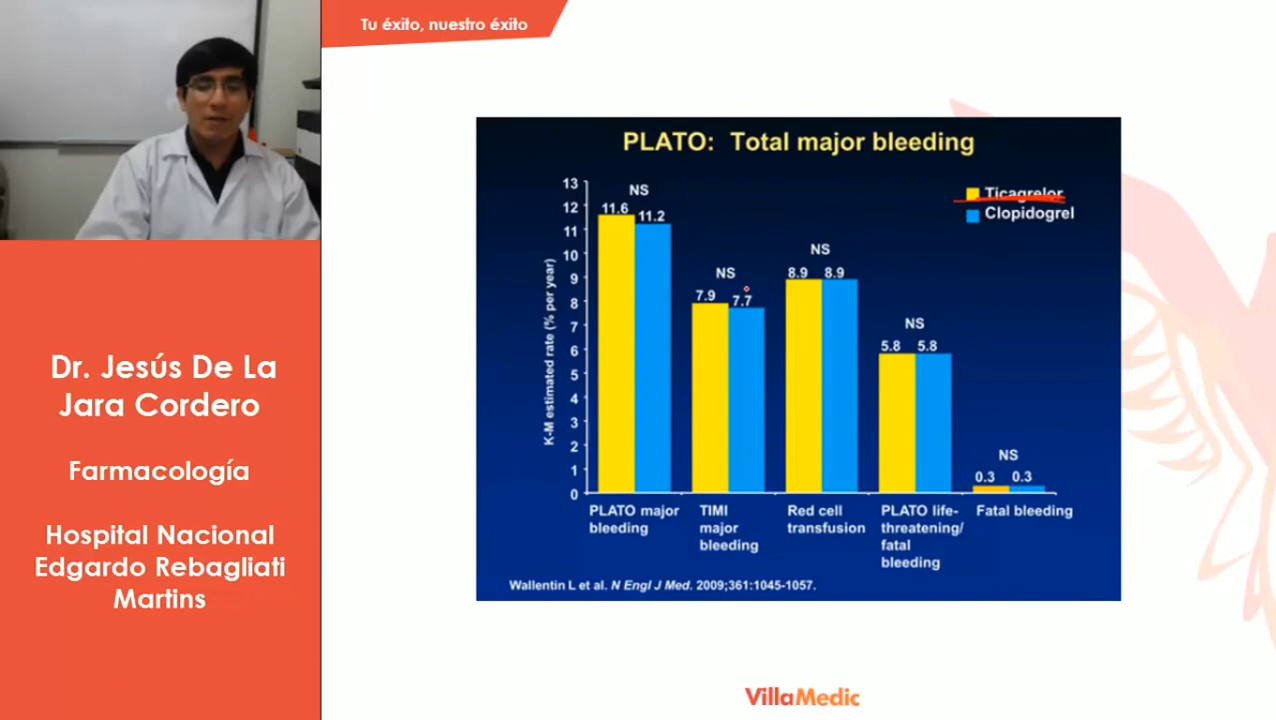 Tu éxito, nuestro éxito
Dr. Jesús De La
Jara Cordero
Farmacología
Hospital Nacional
Edgardo Rebagliati
Martins
PLATO: Total major bleeding
Ticagrelor
Clopidogrel
K-M estimated rate (% per year)
13
12
11
10
9
8
7
6
5
4
3
2
1
0
NS
11.6 11.2
NS
7.9 7.7
NS
8.9 8.9
NS
5.8 5.8
NS
0.3 0.3
PLATO major
bleeding
TIMI
major
bleeding
Red cell
transfusion
PLATO life-
threatening/
fatal
bleeding
Fatal bleeding
Wallentin L et al. N Engl J Med. 2009;361:1045-1057.
VillaMedic